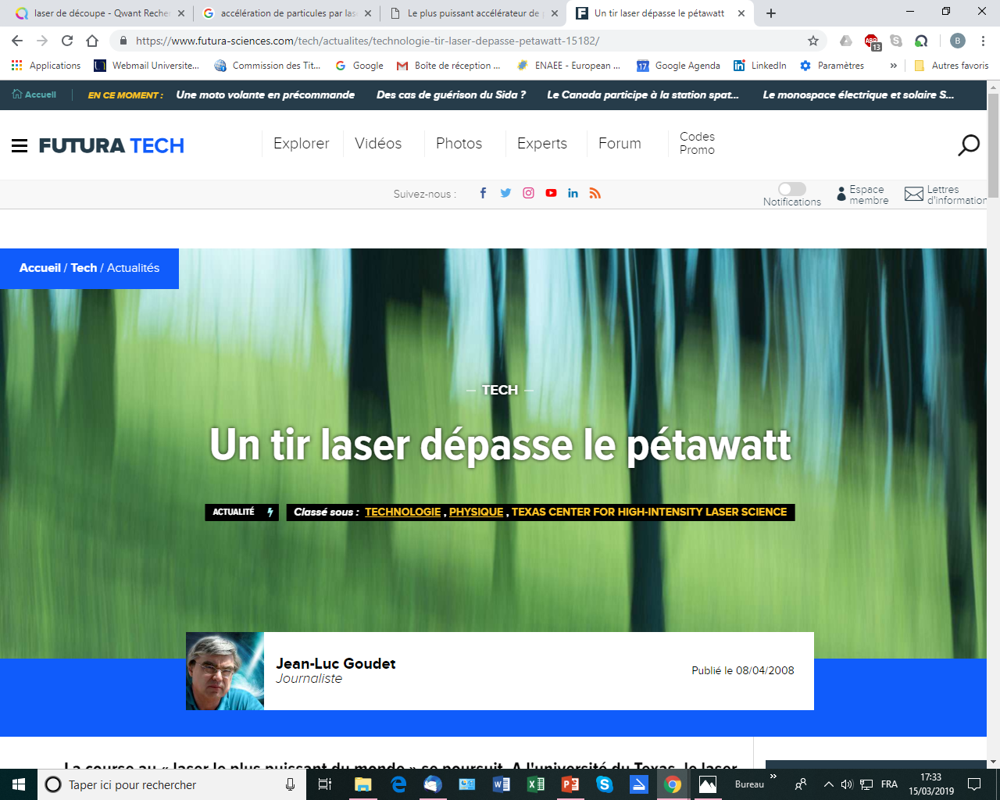 laser de découpe - Qwant Recher
accélération de particules par las
Le plus puissant accélérateur de p
Un tir laser dépasse le pétawatt
https://www.futura-sciences.com/tech/actualites/technologie-tir-laser-depasse-petawatt-15182/
ABP
13
B
Applications
Webmail Universite...
Commission des Tit...
Google
Boîte de réception ...
ENAEE - European ...
17
Google Agenda
LinkedIn
Paramètres
»
Autres favoris
Accueil
EN CE MOMENT :
Une moto volante en précommande
Des cas de guérison du Sida ?
Le Canada participe à la station spat...
Le monospace électrique et solaire S...
FUTURA TECH
Explorer
Vidéos
Photos
Experts
Forum
Codes
Promo
Suivez-nous :
Notifications
Espace
membre
Lettres
d'information
Accueil / Tech / Actualités
— TECH —
Un tir laser dépasse le pétawatt
ACTUALITÉ
Classé sous : TECHNOLOGIE , PHYSIQUE , TEXAS CENTER FOR HIGH-INTENSITY LASER SCIENCE
Jean-Luc Goudet
Journaliste
Publié le 08/04/2008
La course au « laser le plus puissant du monde » se poursuit. A l'université du Texas, le laser
Taper ici pour rechercher
Bureau
»
FRA
17:33
15/03/2019